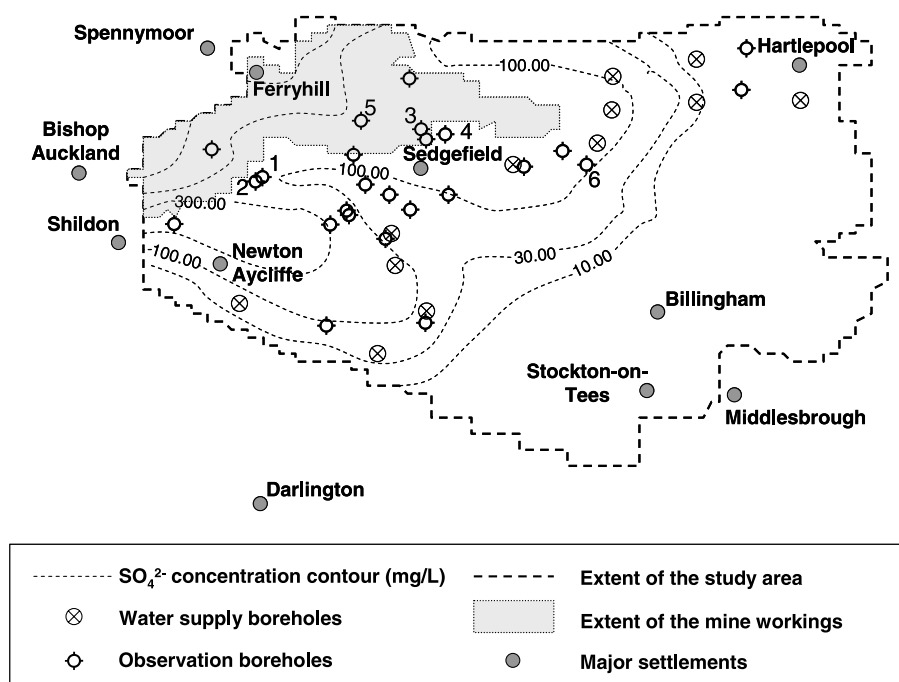 Spennymoor
Hartlepool
100.00
Ferryhill
5
3
4
Bishop
Auckland
Sedgefield
1
100.00
2
6
300.00
Shildon
Newton
Aycliffe
100.00
30.00
10.00
Billingham
Stockton-on-
Tees
Middlesbrough
Darlington
SO₄²⁻ concentration contour (mg/L)
Extent of the study area
Water supply boreholes
Extent of the mine workings
Observation boreholes
Major settlements